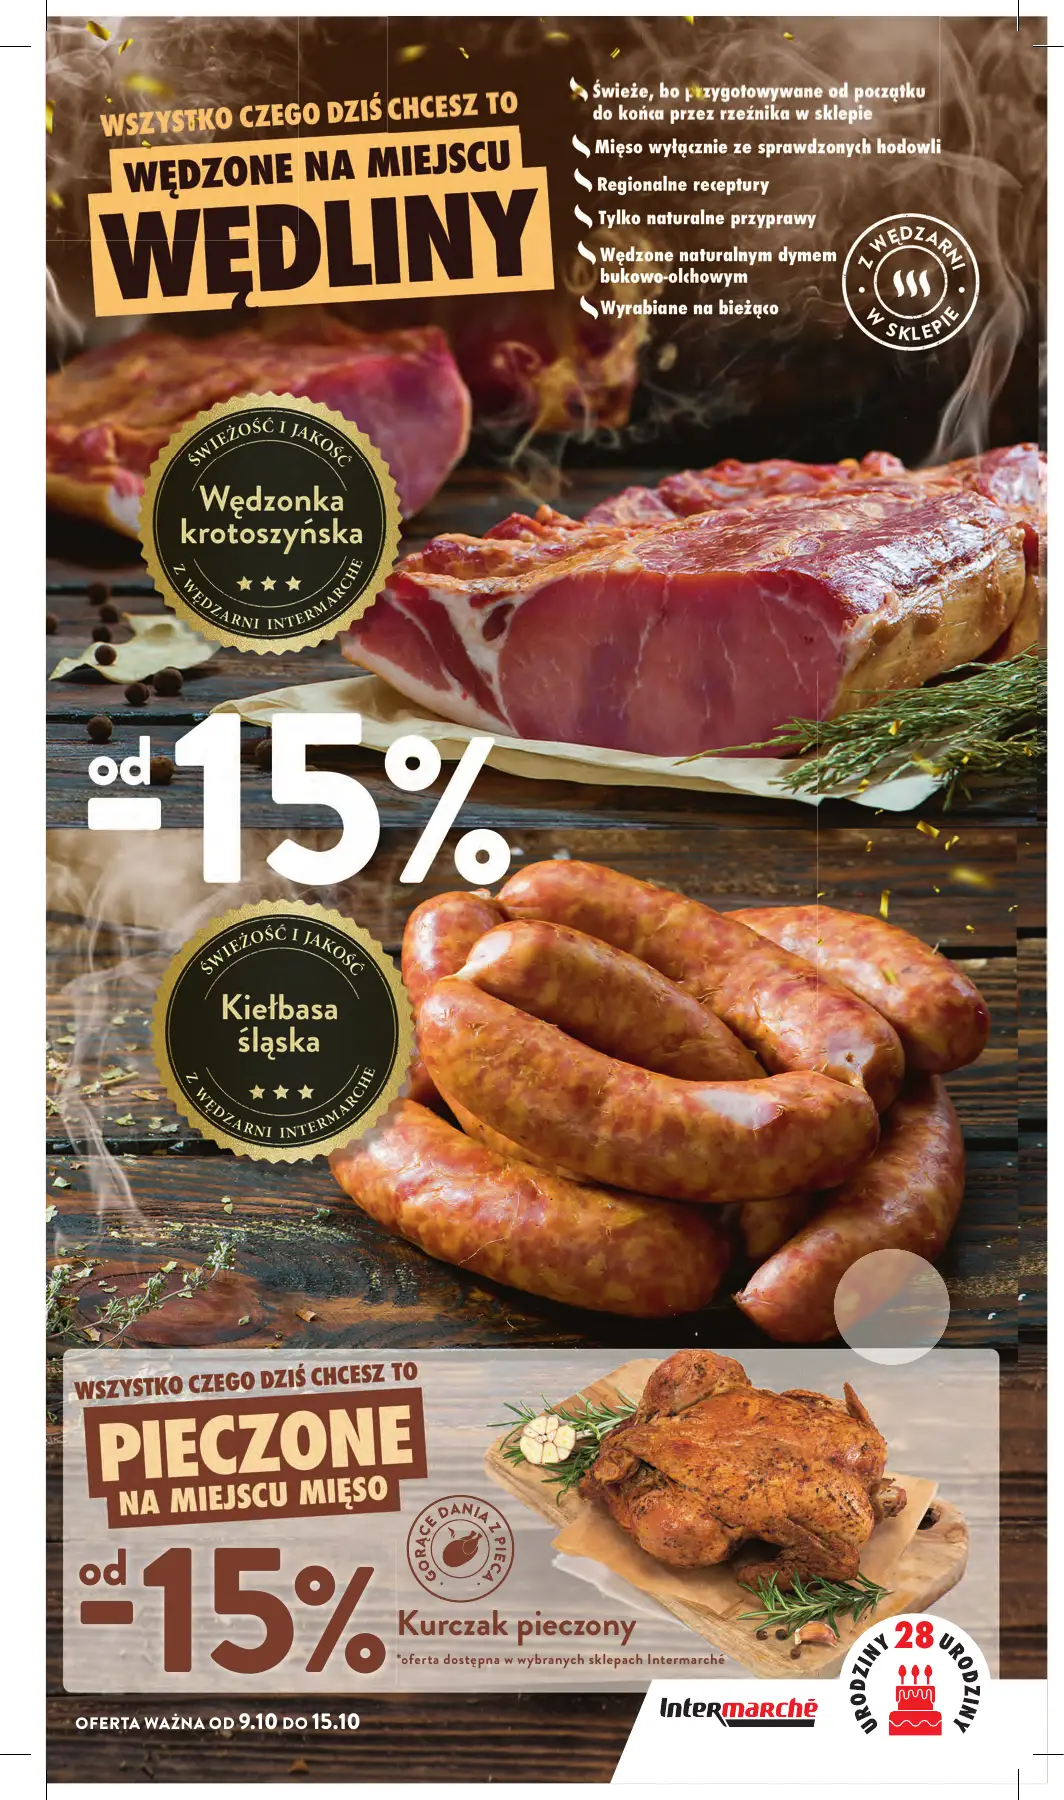 WSZYSTKO CZEGO DZIŚ CHCESZ TO
WĘDZONE NA MIEJSCU
WĘDLINY
Świeże, bo przygotowywane od początku
do końca przez rzeźnika w sklepie
Mięso wyłącznie ze sprawdzonych hodowli
Regionalne receptury
Tylko naturalne przyprawy
Wędzone naturalnym dymem
bukowo-olchowym
Wyrabiane na bieżąco
Z WĘDZARNI
W SKLEPIE
ŚWIEŻOŚĆ I JAKOŚĆ
Wędzonka
krotoszyńska
Z WĘDZARNI INTERMARCHE
od
-15%
ŚWIEŻOŚĆ I JAKOŚĆ
Kiełbasa
śląska
Z WĘDZARNI INTERMARCHE
WSZYSTKO CZEGO DZIŚ CHCESZ TO
PIECZONE
NA MIEJSCU MIĘSO
od
-15%
GORĄCE DANIA Z PIECA
Kurczak pieczony
*oferta dostępna w wybranych sklepach Intermarché
OFERTA WAŻNA OD 9.10 DO 15.10
Intermarchē
URODZINY 28 URODZINY